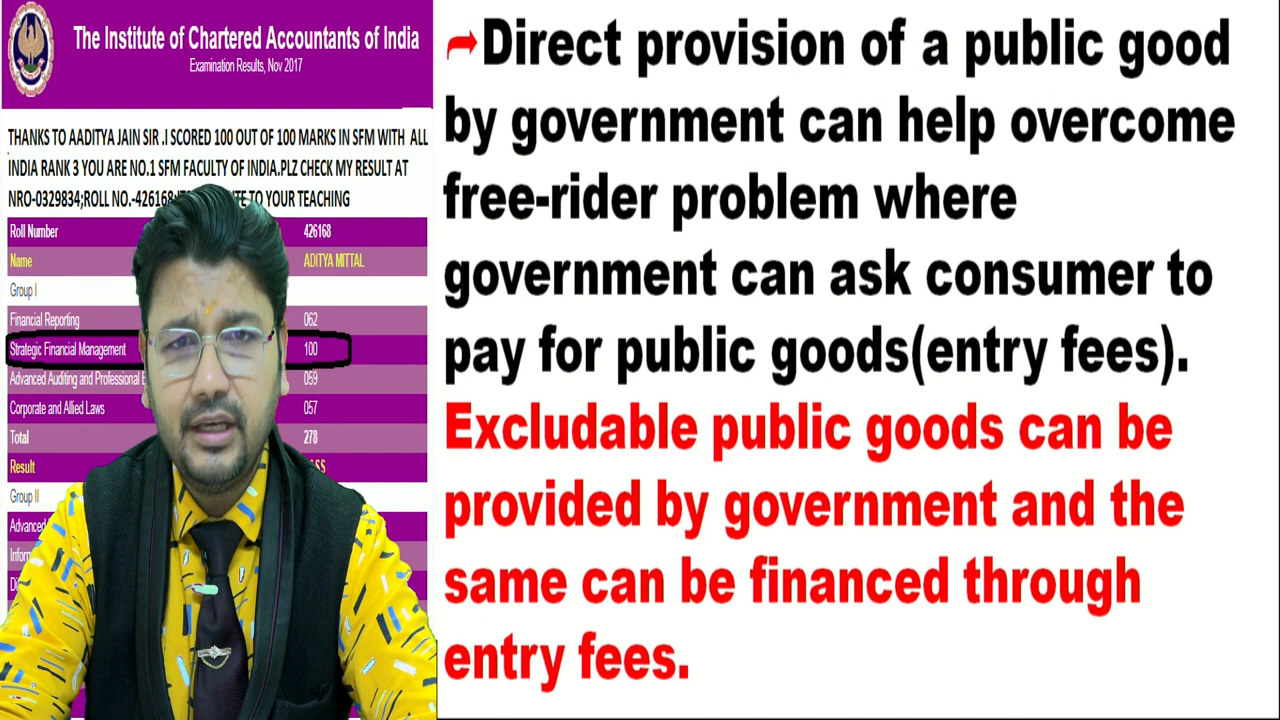 The Institute of Chartered Accountants of India
Examination Results, Nov 2017
THANKS TO AADITYA JAIN SIR .I SCORED 100 OUT OF 100 MARKS IN SFM WITH ALL
INDIA RANK 3 YOU ARE NO.1 SFM FACULTY OF INDIA.PLZ CHECK MY RESULT AT
NRO-0329834;ROLL NO.-426168; TO YOUR TEACHING
Roll Number 426168
Name ADITYA MITTAL
Group I
Financial Reporting 062
Strategic Financial Management 100
Advanced Auditing and Professional 059
Corporate and Allied Laws 057
Total 278
Result
Group II
Advanced
➦Direct provision of a public good
by government can help overcome
free-rider problem where
government can ask consumer to
pay for public goods(entry fees).
Excludable public goods can be
provided by government and the
same can be financed through
entry fees.